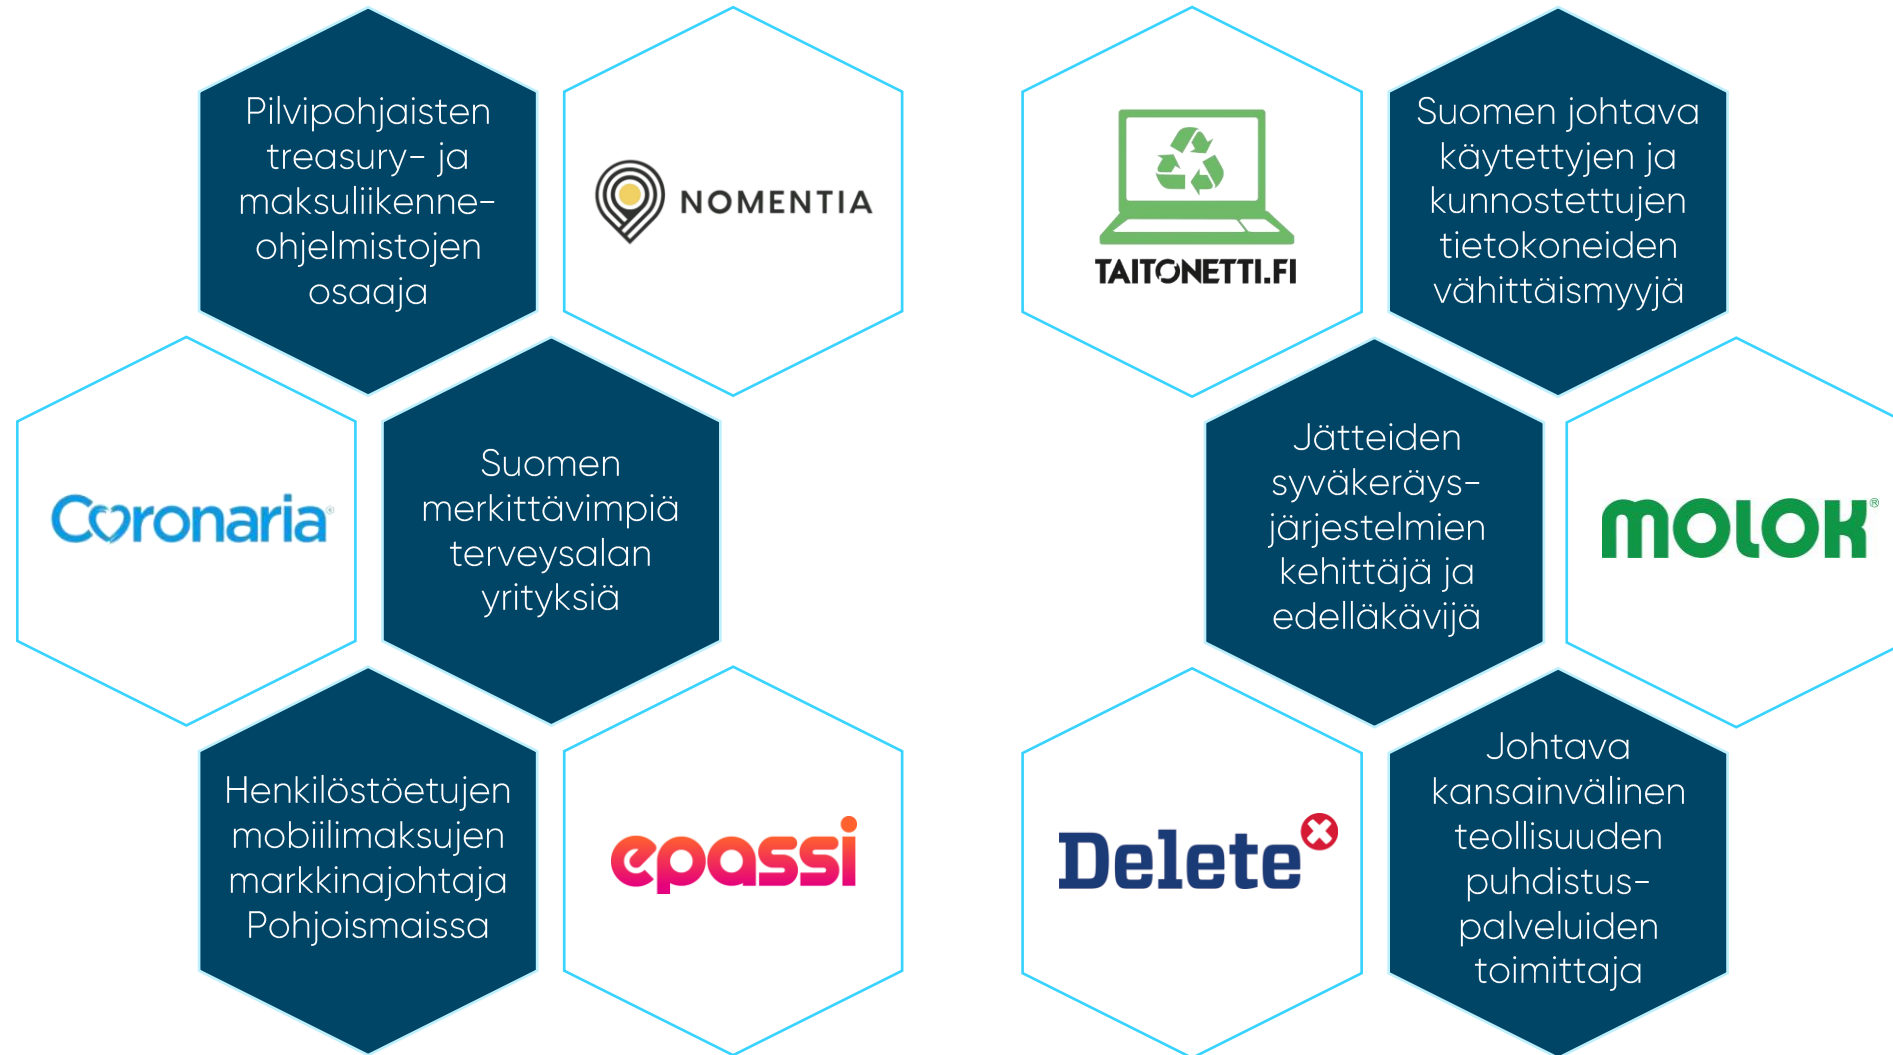 Pilvipohjaisten
treasury- ja
maksuliikenne-
ohjelmistojen
osaaja
NOMENTIA
Coronaria®
Suomen
merkittävimpiä
terveysalan
yrityksiä
Henkilöstöetujen
mobiilimaksujen
markkinajohtaja
Pohjoismaissa
epassi
TAITONETTI.FI
Suomen johtava
käytettyjen ja
kunnostettujen
tietokoneiden
vähittäismyyjä
Jätteiden
syväkeräys-
järjestelmien
kehittäjä ja
edelläkävijä
MOLOK®
Delete
Johtava
kansainvälinen
teollisuuden
puhdistus-
palveluiden
toimittaja